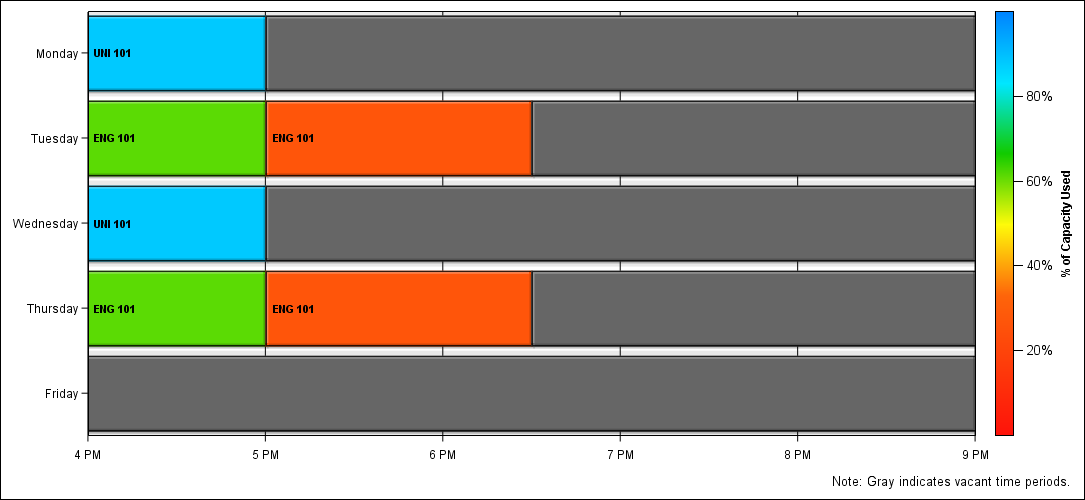 Monday
UNI 101
Tuesday
ENG 101 ENG 101
Wednesday
UNI 101
Thursday
ENG 101 ENG 101
Friday
4 PM 5 PM 6 PM 7 PM 8 PM 9 PM
80%
60%
40%
20%
% of Capacity Used
Note: Gray indicates vacant time periods.